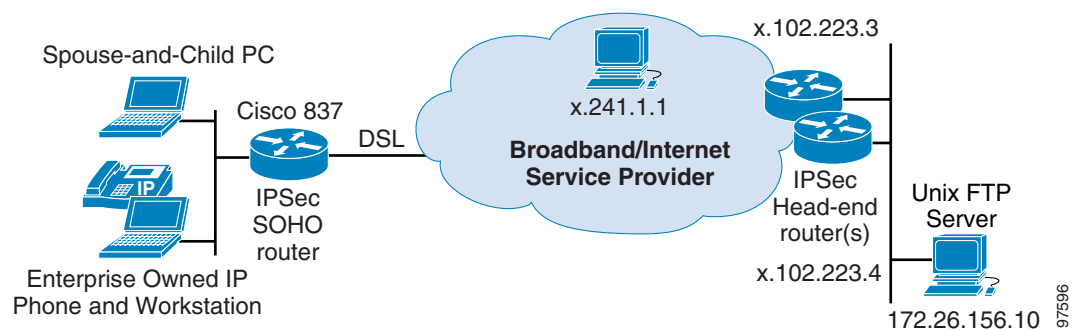 Spouse-and-Child PC
Cisco 837
DSL
IPSec
SOHO
router
IP
Enterprise Owned IP
Phone and Workstation
x.241.1.1
Broadband/Internet
Service Provider
x.102.223.3
IPSec
Head-end
router(s)
Unix FTP
Server
x.102.223.4
172.26.156.10
97596